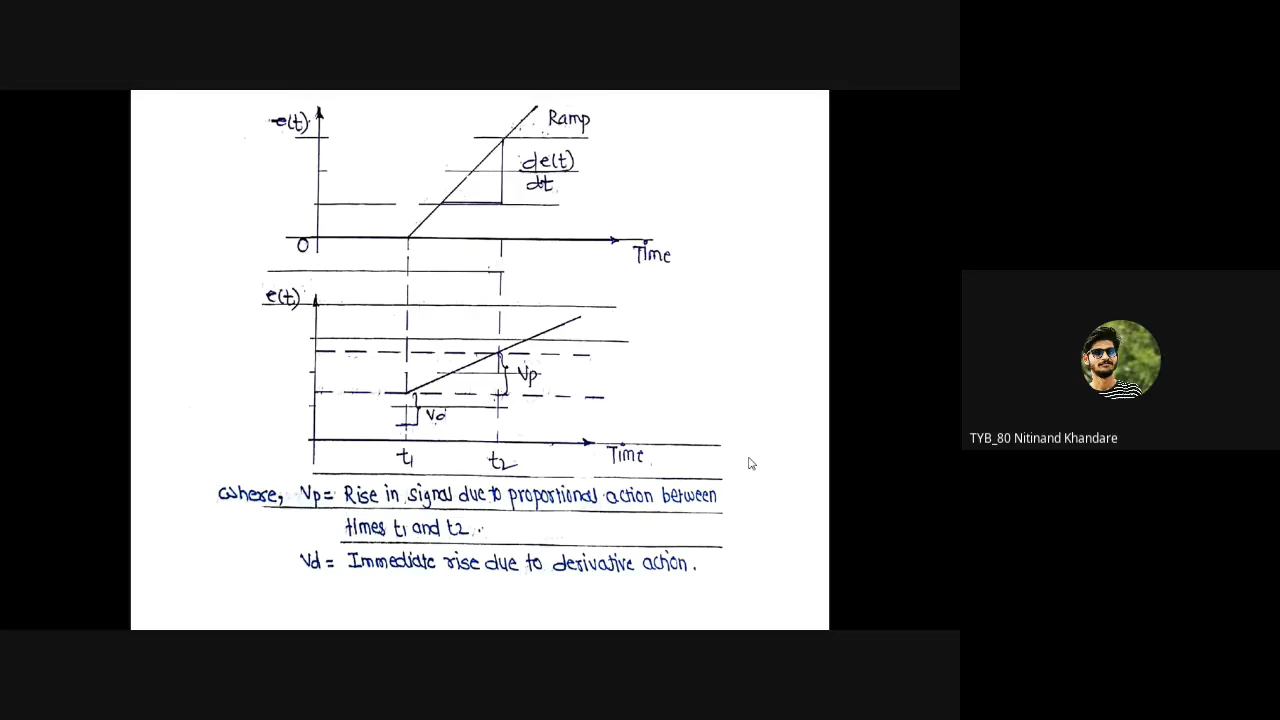 e(t)
Ramp
de(t)
dt
0
Time
e(t)
Vp
Vd
t1 t2 Time
where, Vp = Rise in signal due to proportional action between
times t1 and t2.
Vd = Immediate rise due to derivative action.
TYB_80 Nitinand Khandare